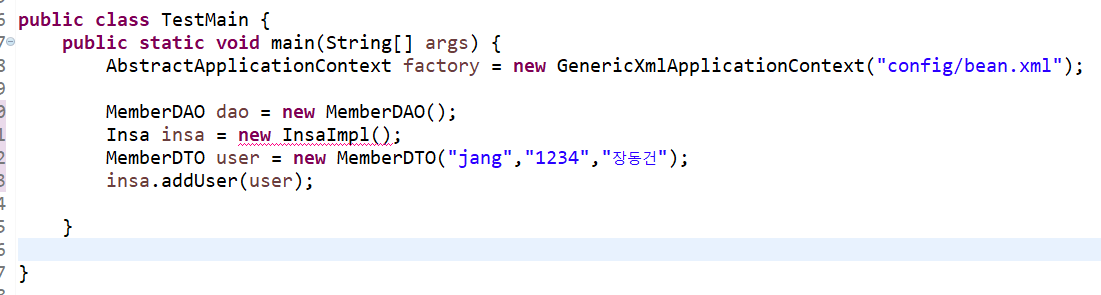 6 public class TestMain {
7 public static void main(String[] args) {
8 AbstractApplicationContext factory = new GenericXmlApplicationContext("config/bean.xml");
9
0 MemberDAO dao = new MemberDAO();
1 Insa insa = new InsaImpl();
2 MemberDTO user = new MemberDTO("jang","1234","장동건");
3 insa.addUser(user);
4
5 }
6
7 }